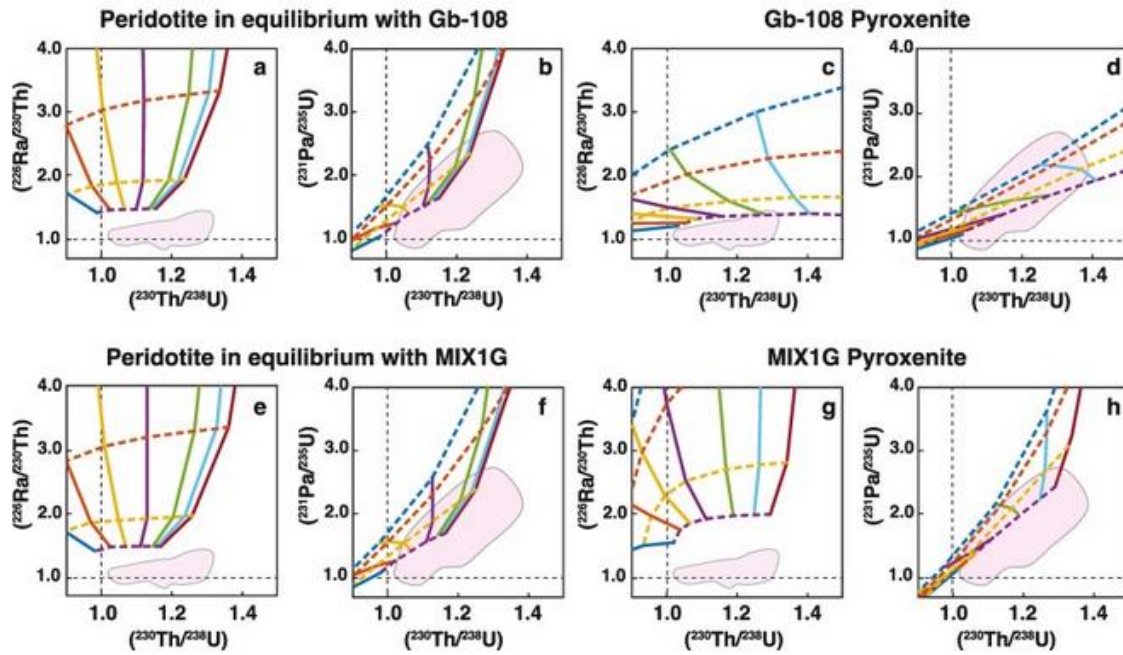 Peridotite in equilibrium with Gb-108
Gb-108 Pyroxenite
4.0 3.0 2.0 1.0
(²²⁶Ra/²³⁰Th)
a
1.0 1.2 1.4
(²³⁰Th/²³⁸U)
4.0 3.0 2.0 1.0
(²³¹Pa/²³⁵U)
b
1.0 1.2 1.4
(²³⁰Th/²³⁸U)
4.0 3.0 2.0 1.0
(²²⁶Ra/²³⁰Th)
c
1.0 1.2 1.4
(²³⁰Th/²³⁸U)
4.0 3.0 2.0 1.0
(²³¹Pa/²³⁵U)
d
1.0 1.2 1.4
(²³⁰Th/²³⁸U)
Peridotite in equilibrium with MIX1G
MIX1G Pyroxenite
4.0 3.0 2.0 1.0
(²²⁶Ra/²³⁰Th)
e
1.0 1.2 1.4
(²³⁰Th/²³⁸U)
4.0 3.0 2.0 1.0
(²³¹Pa/²³⁵U)
f
1.0 1.2 1.4
(²³⁰Th/²³⁸U)
4.0 3.0 2.0 1.0
(²²⁶Ra/²³⁰Th)
g
1.0 1.2 1.4
(²³⁰Th/²³⁸U)
4.0 3.0 2.0 1.0
(²³¹Pa/²³⁵U)
h
1.0 1.2 1.4
(²³⁰Th/²³⁸U)